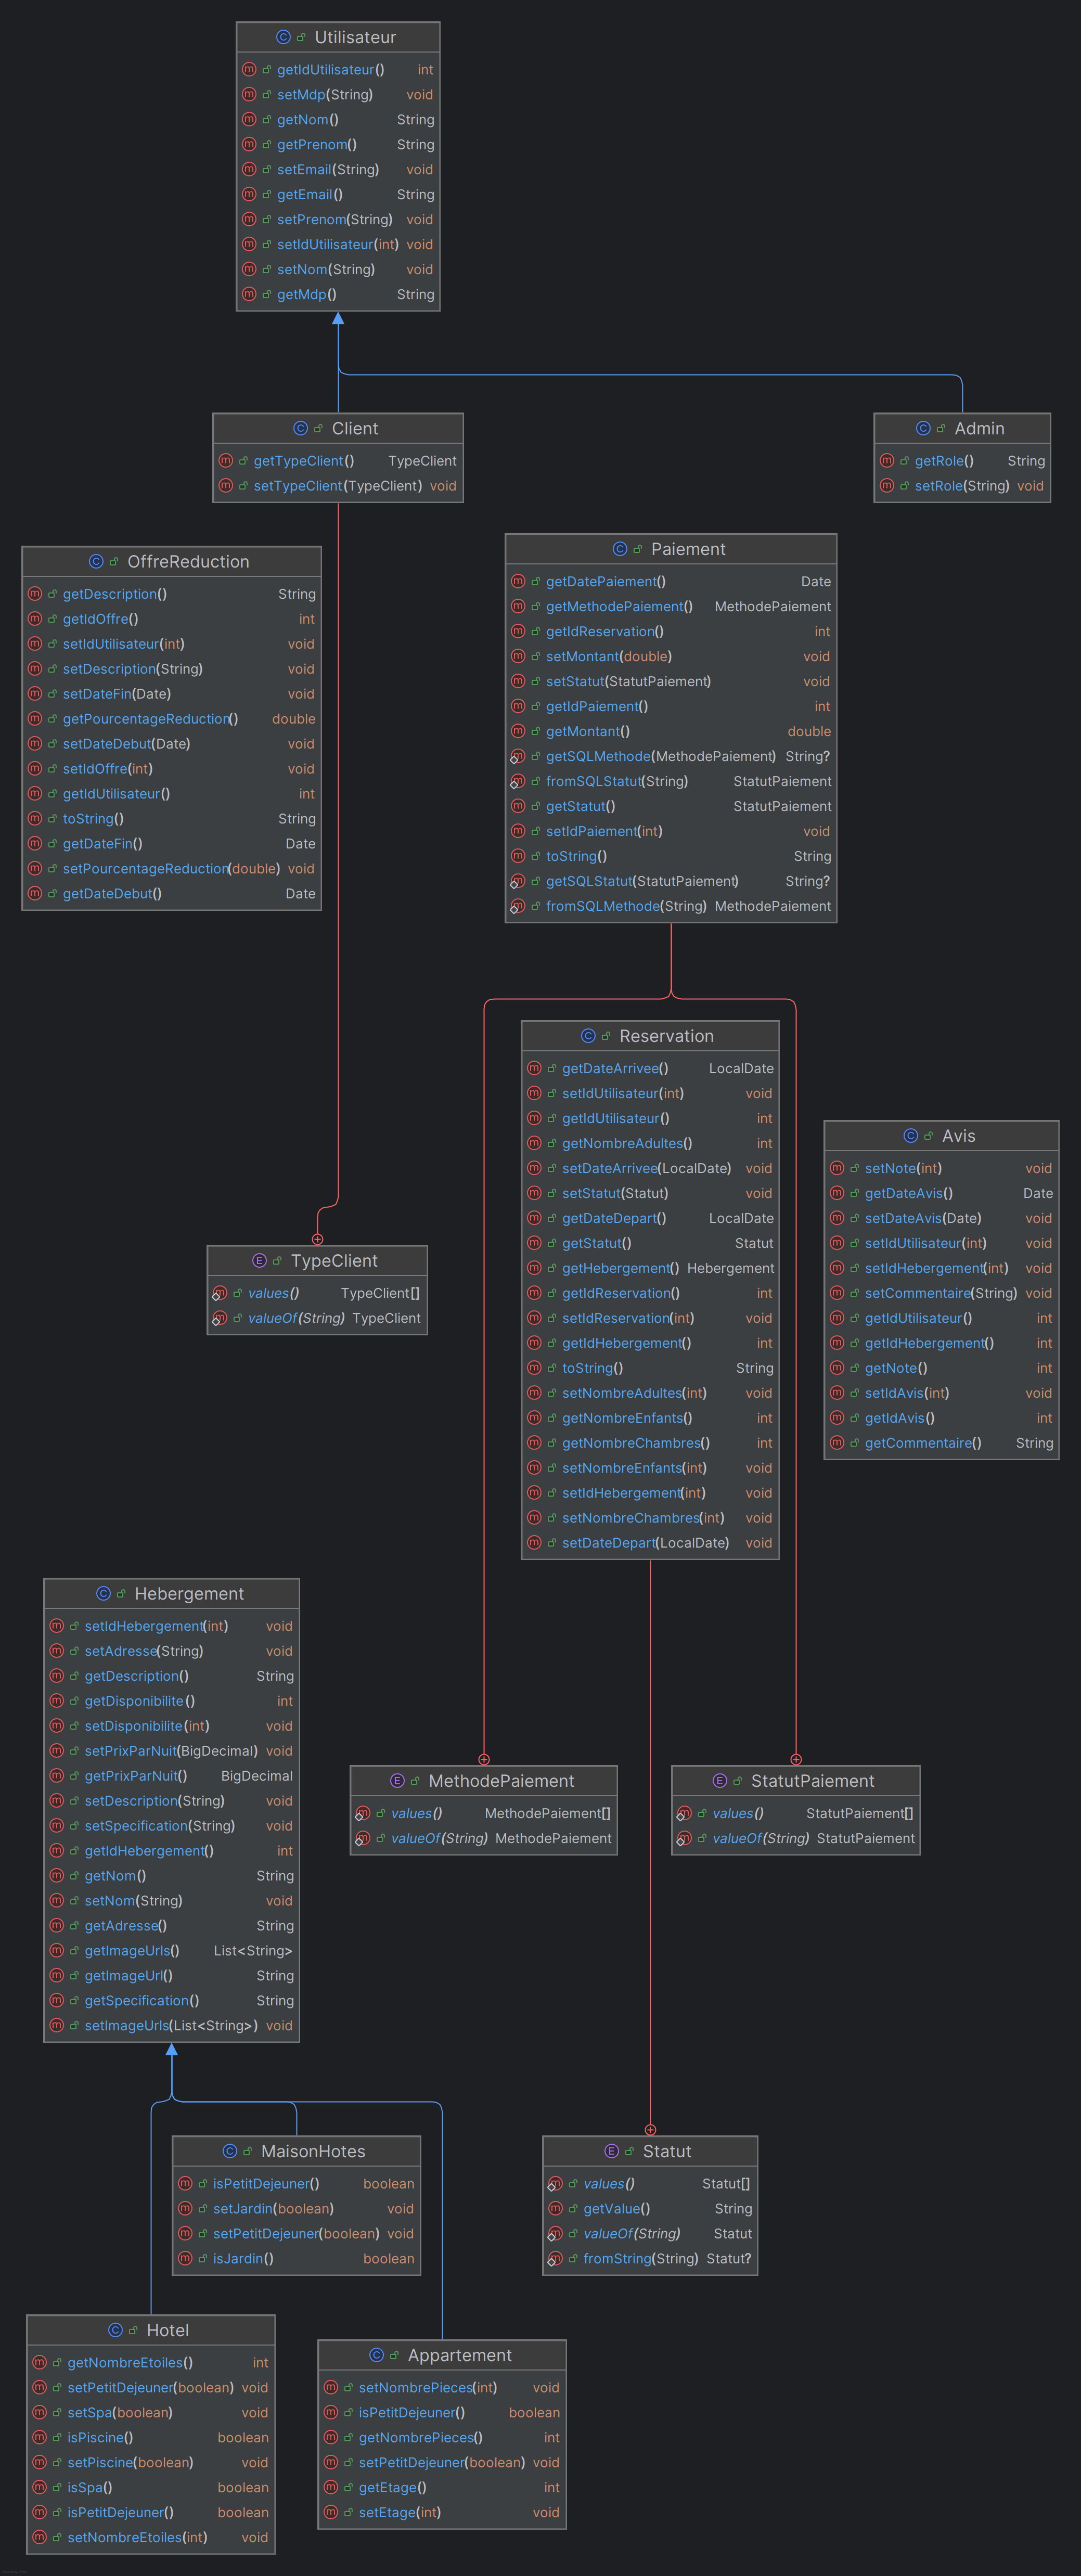 Utilisateur
getIdUtilisateur() int
setMdp(String) void
getNom() String
getPrenom() String
setEmail(String) void
getEmail() String
setPrenom(String) void
setIdUtilisateur(int) void
setNom(String) void
getMdp() String
Client
getTypeClient() TypeClient
setTypeClient(TypeClient) void
Admin
getRole() String
setRole(String) void
OffreReduction
getDescription() String
getIdOffre() int
setIdUtilisateur(int) void
setDescription(String) void
setDateFin(Date) void
getPourcentageReduction() double
setDateDebut(Date) void
setIdOffre(int) void
getIdUtilisateur() int
toString() String
getDateFin() Date
setPourcentageReduction(double) void
getDateDebut() Date
Paiement
getDatePaiement() Date
getMethodePaiement() MethodePaiement
getIdReservation() int
setMontant(double) void
setStatut(StatutPaiement) void
getIdPaiement() int
getMontant() double
getSQLMethode(MethodePaiement) String?
fromSQLStatut(String) StatutPaiement
getStatut() StatutPaiement
setIdPaiement(int) void
toString() String
getSQLStatut(StatutPaiement) String?
fromSQLMethode(String) MethodePaiement
Reservation
getDateArrivee() LocalDate
setIdUtilisateur(int) void
getIdUtilisateur() int
getNombreAdultes() int
setDateArrivee(LocalDate) void
setStatut(Statut) void
getDateDepart() LocalDate
getStatut() Statut
getHebergement() Hebergement
getIdReservation() int
setIdReservation(int) void
getIdHebergement() int
toString() String
setNombreAdultes(int) void
getNombreEnfants() int
getNombreChambres() int
setNombreEnfants(int) void
setIdHebergement(int) void
setNombreChambres(int) void
setDateDepart(LocalDate) void
Avis
setNote(int) void
getDateAvis() Date
setDateAvis(Date) void
setIdUtilisateur(int) void
setIdHebergement(int) void
setCommentaire(String) void
getIdUtilisateur() int
getIdHebergement() int
getNote() int
setIdAvis(int) void
getIdAvis() int
getCommentaire() String
TypeClient
values() TypeClient[]
valueOf(String) TypeClient
Hebergement
setIdHebergement(int) void
setAdresse(String) void
getDescription() String
getDisponibilite() int
setDisponibilite(int) void
setPrixParNuit(BigDecimal) void
getPrixParNuit() BigDecimal
setDescription(String) void
setSpecification(String) void
getIdHebergement() int
getNom() String
setNom(String) void
getAdresse() String
getImageUrls() List<String>
getImageUrl() String
getSpecification() String
setImageUrls(List<String>) void
MethodePaiement
values() MethodePaiement[]
valueOf(String) MethodePaiement
StatutPaiement
values() StatutPaiement[]
valueOf(String) StatutPaiement
MaisonHotes
isPetitDejeuner() boolean
setJardin(boolean) void
setPetitDejeuner(boolean) void
isJardin() boolean
Statut
values() Statut[]
getValue() String
valueOf(String) Statut
fromString(String) Statut?
Hotel
getNombreEtoiles() int
setPetitDejeuner(boolean) void
setSpa(boolean) void
isPiscine() boolean
setPiscine(boolean) void
isSpa() boolean
isPetitDejeuner() boolean
setNombreEtoiles(int) void
Appartement
setNombrePieces(int) void
isPetitDejeuner() boolean
getNombrePieces() int
setPetitDejeuner(boolean) void
getEtage() int
setEtage(int) void